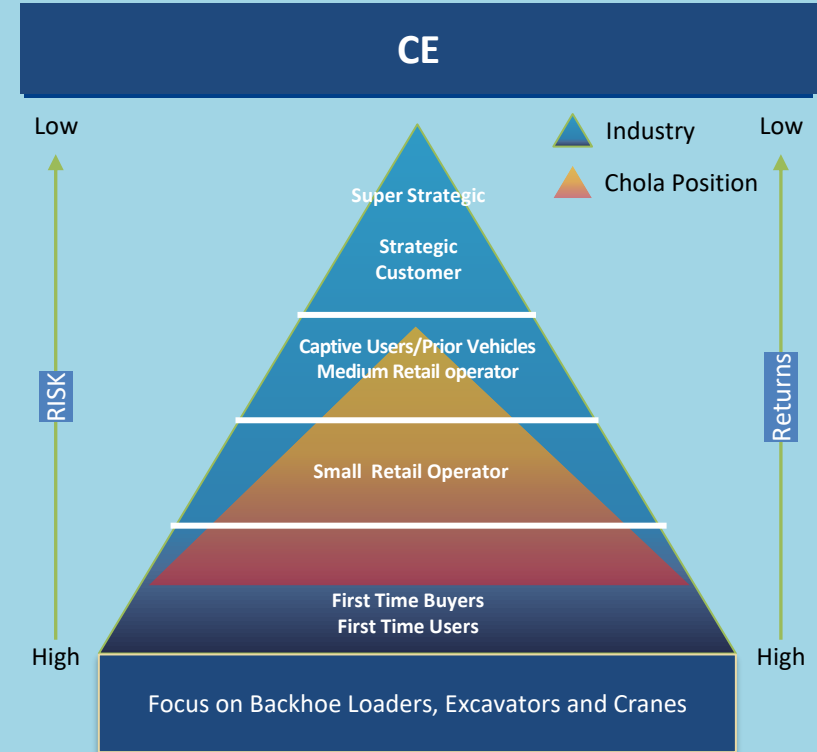 CE
Low
Industry
Low
Chola Position
Super Strategic
Strategic
Customer
Captive Users/Prior Vehicles
Medium Retail operator
RISK
Returns
Small Retail Operator
First Time Buyers
First Time Users
High
High
Focus on Backhoe Loaders, Excavators and Cranes